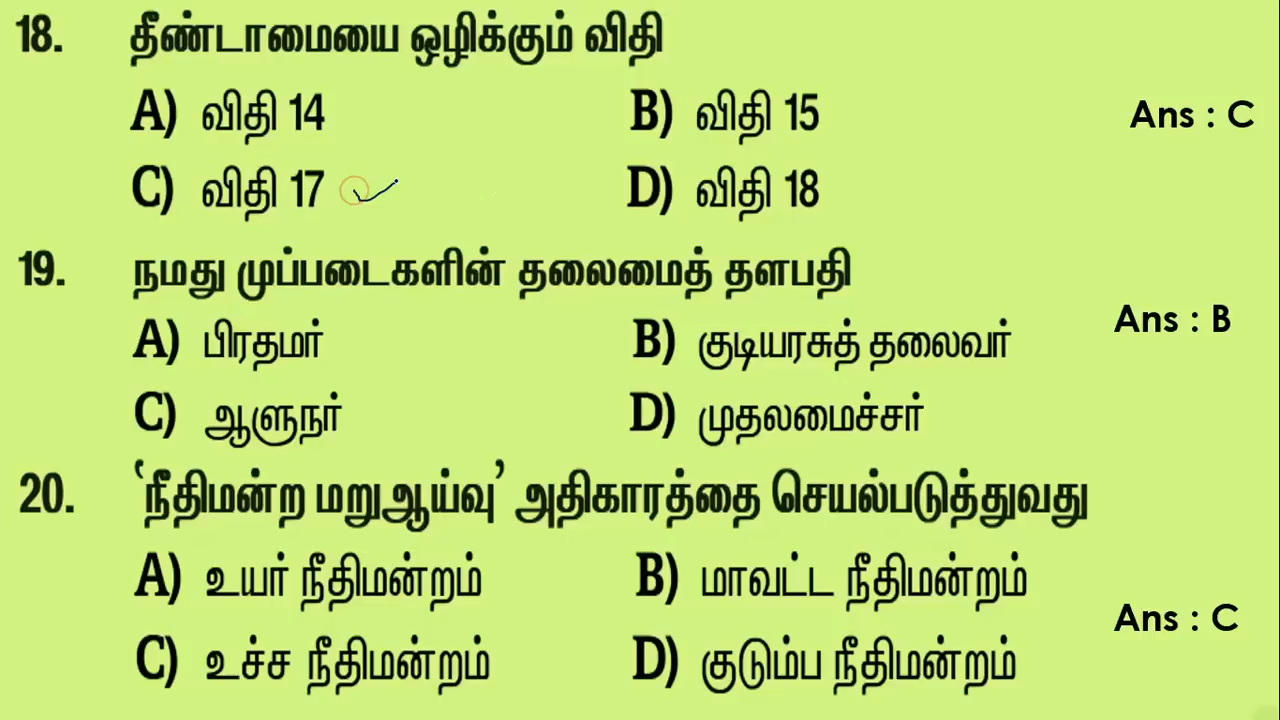 18. தீண்டாமையை ஒழிக்கும் விதி
A) விதி 14 B) விதி 15 Ans : C
C) விதி 17 D) விதி 18
19. நமது முப்படைகளின் தலைமைத் தளபதி
Ans : B
A) பிரதமர் B) குடியரசுத் தலைவர்
C) ஆளுநர் D) முதலமைச்சர்
20. ‘நீதிமன்ற மறுஆய்வு’ அதிகாரத்தை செயல்படுத்துவது
A) உயர் நீதிமன்றம் B) மாவட்ட நீதிமன்றம்
Ans : C
C) உச்ச நீதிமன்றம் D) குடும்ப நீதிமன்றம்